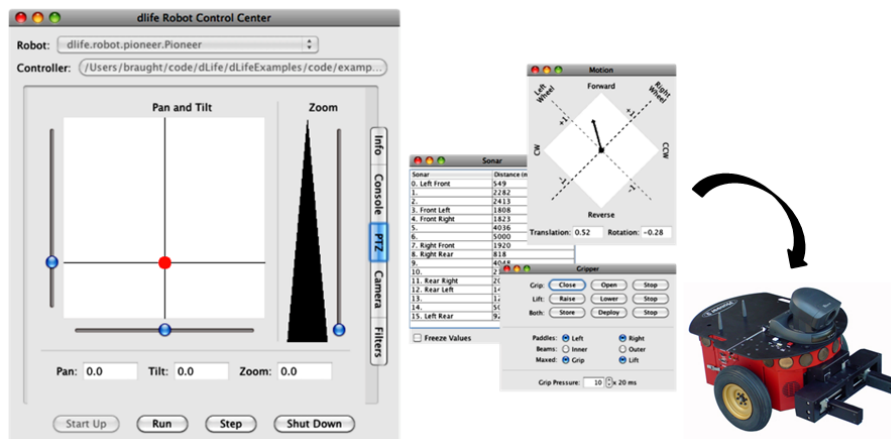 dlife Robot Control Center
Robot: dlife.robot.pioneer.Pioneer
Controller: /Users/braught/code/dLife/dLifeExamples/code/examp...
Pan and Tilt
Zoom
Info
Console
PTZ
Camera
Filters
Pan: 0.0 Tilt: 0.0 Zoom: 0.0
Start Up Run Step Shut Down
Sonar
Sonar Distance (n
0. Left Front 549
1. 2282
2. 2413
3. Front Left 1808
4. Front Right 1823
5. 4036
6. 5000
7. Right Front 1920
8. Right Rear 818
9. 4048
10.
11. Rear Right
12. Rear Left
13.
14.
15. Left Rear
Freeze Values
Motion
Left Wheel
Forward
Right Wheel
+1
+1
CW
CCW
-1
-1
Reverse
Translation: 0.52 Rotation: -0.28
Gripper
Grip: Close Open Stop
Lift: Raise Lower Stop
Both: Store Deploy Stop
Paddles: Left Right
Beams: Inner Outer
Maxed: Grip Lift
Grip Pressure: 10 x 20 ms